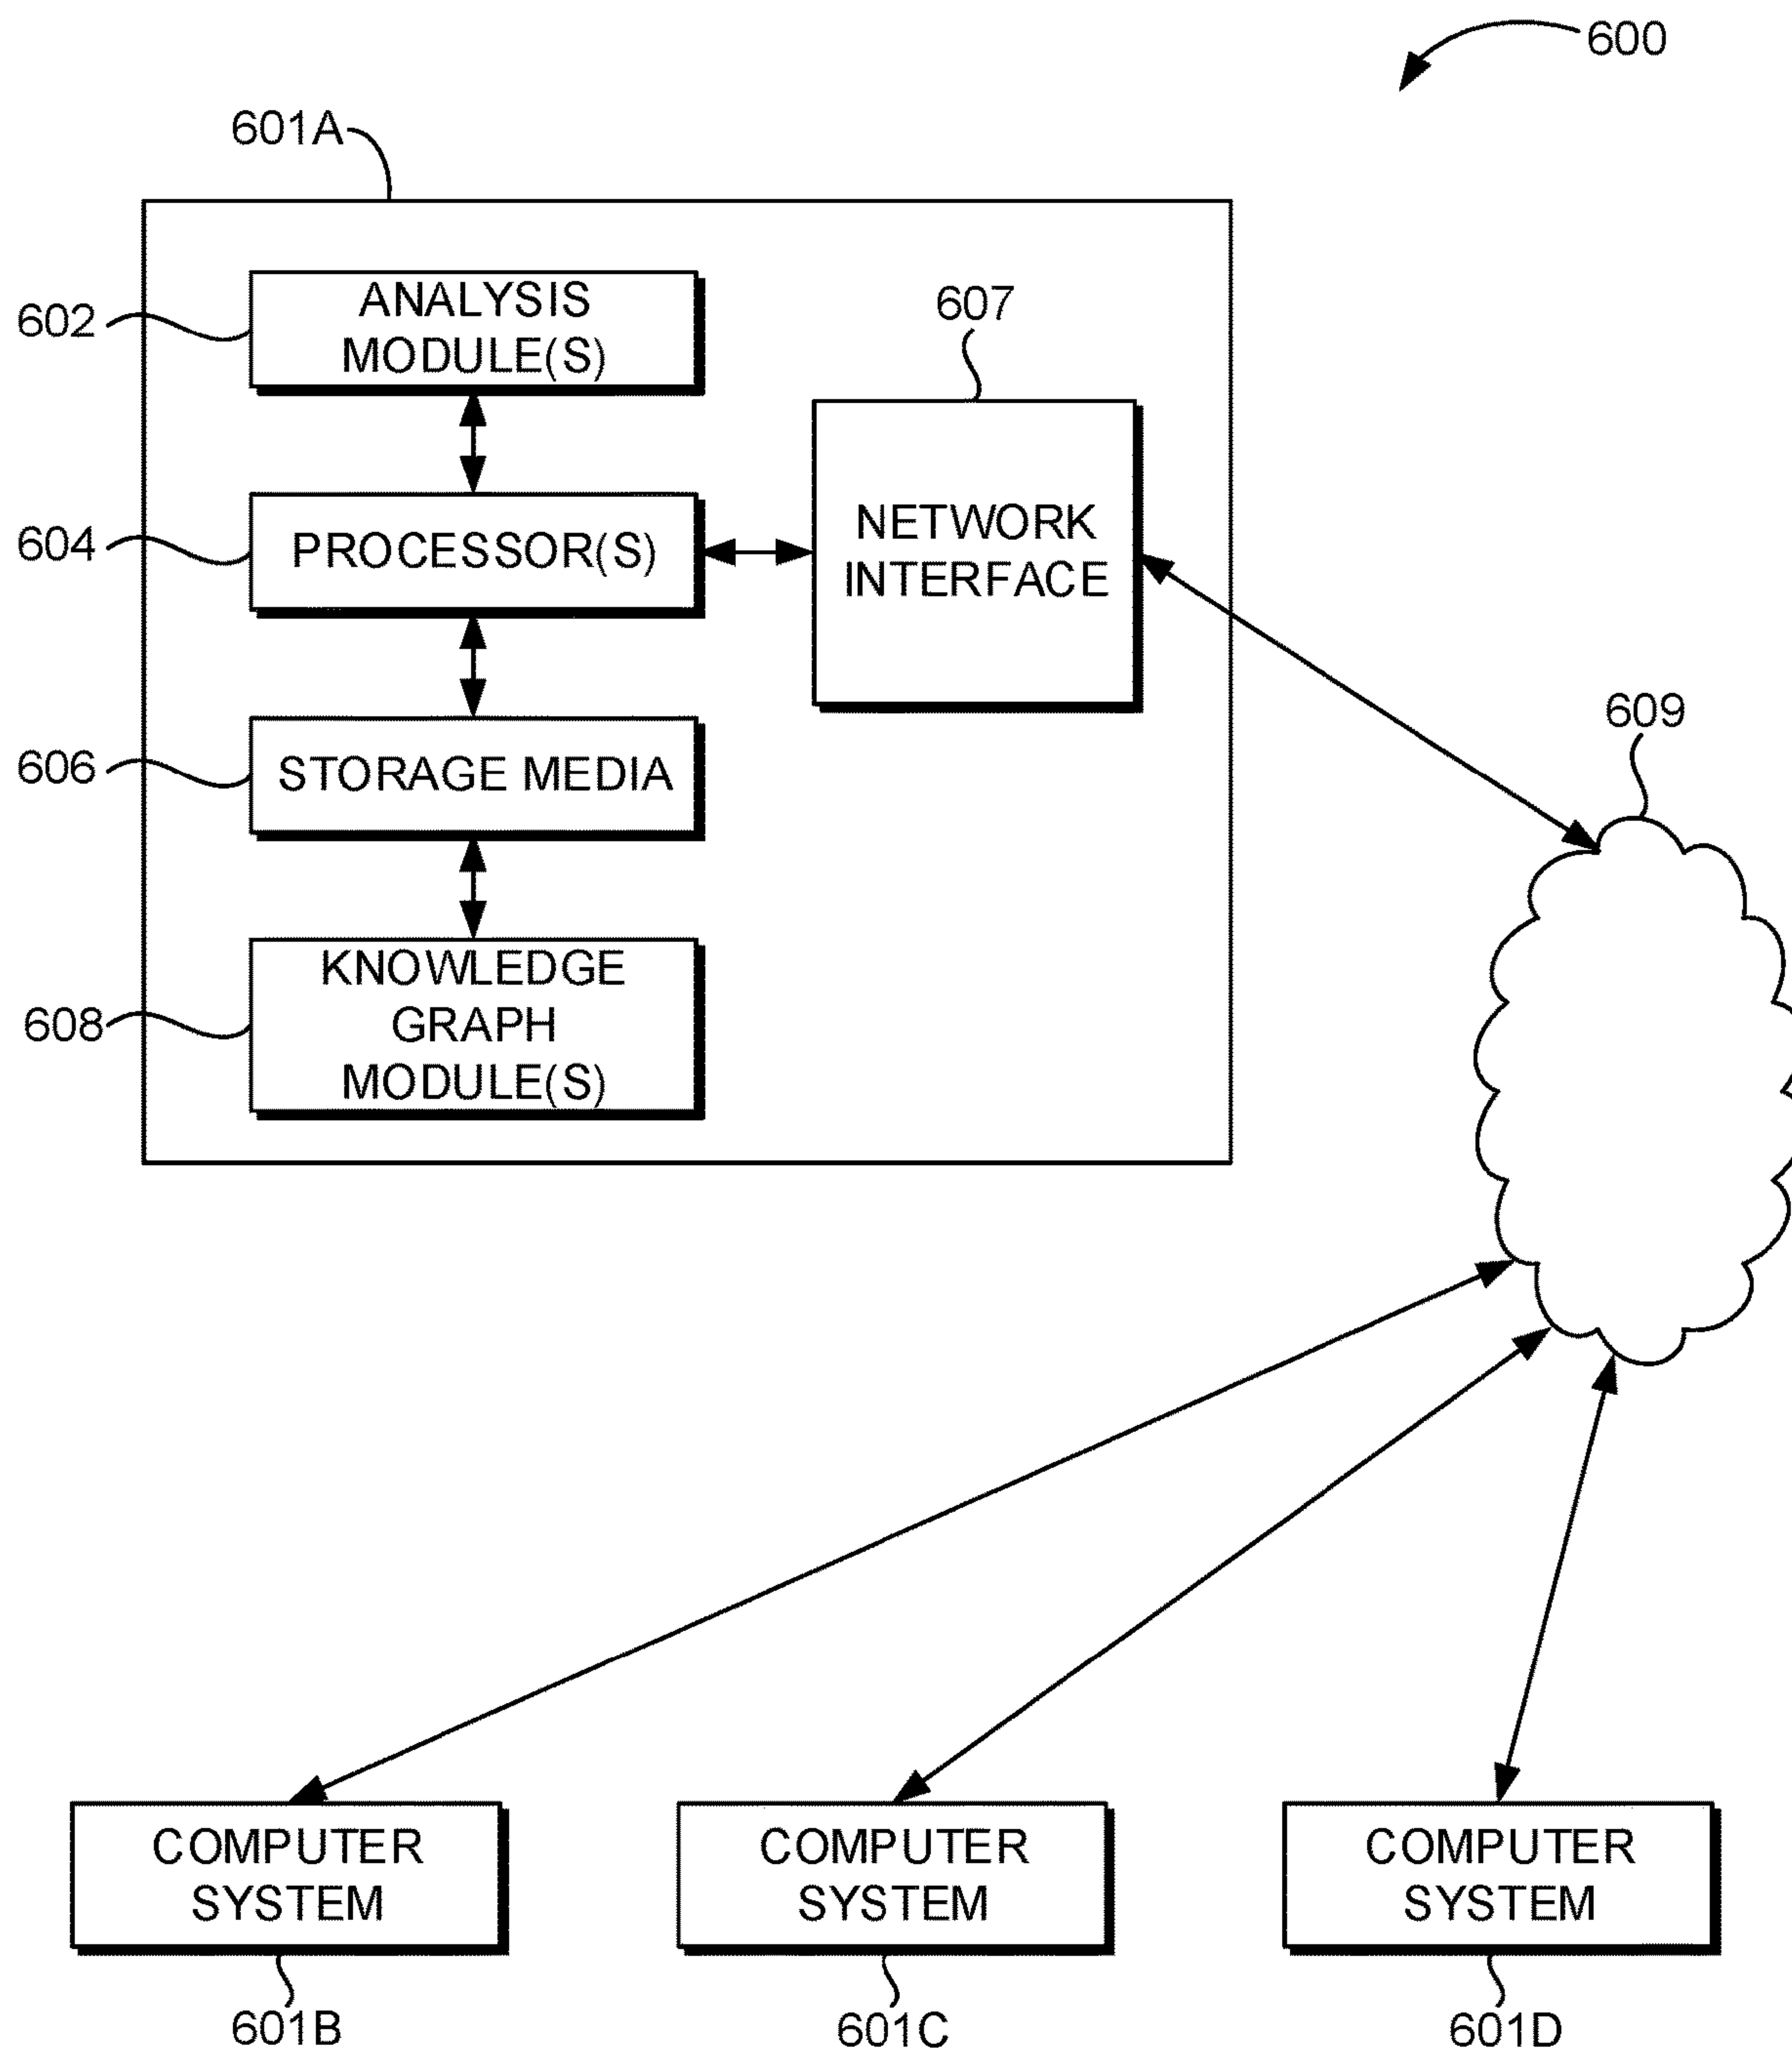 600
601A
602
ANALYSIS
MODULE(S)
607
604
PROCESSOR(S)
NETWORK
INTERFACE
606
STORAGE MEDIA
609
608
KNOWLEDGE
GRAPH
MODULE(S)
COMPUTER
SYSTEM
COMPUTER
SYSTEM
COMPUTER
SYSTEM
601B
601C
601D